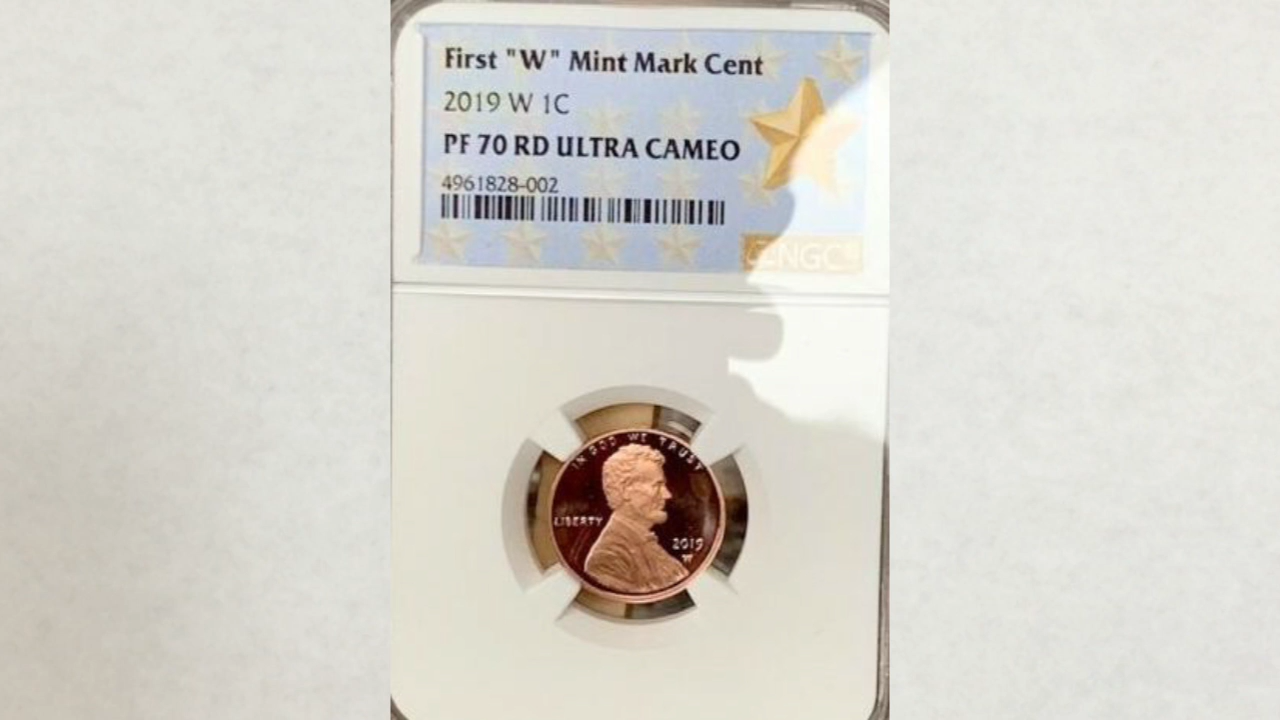 First "W" Mint Mark Cent
2019 W 1C
PF 70 RD ULTRA CAMEO
4961828-002
NGC
IN GOD WE TRUST
LIBERTY
2019
W